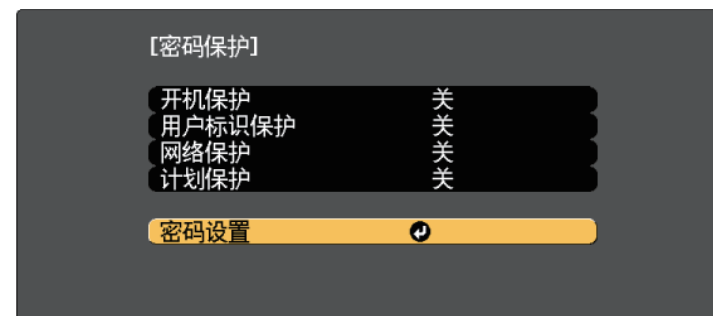 [密码保护]
开机保护 关
用户标识保护 关
网络保护 关
计划保护 关
密码设置